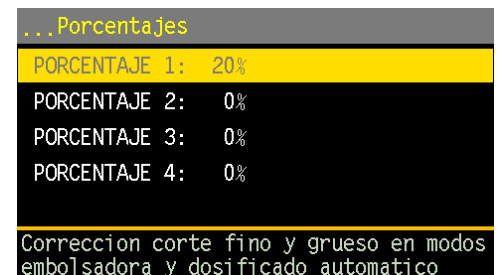 ...Porcentajes
PORCENTAJE 1: 20%
PORCENTAJE 2: 0%
PORCENTAJE 3: 0%
PORCENTAJE 4: 0%
Correccion corte fino y grueso en modos
embolsadora y dosificado automatico